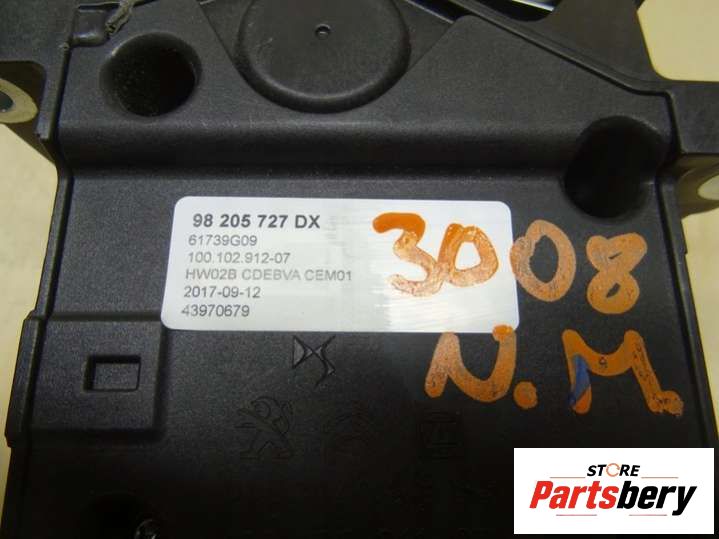 98 205 727 DX
61739G09
100.102.912-07
HW02B CDEBVA CEM01
2017-09-12
43970679
3008
N.M.
STORE
Partsbery